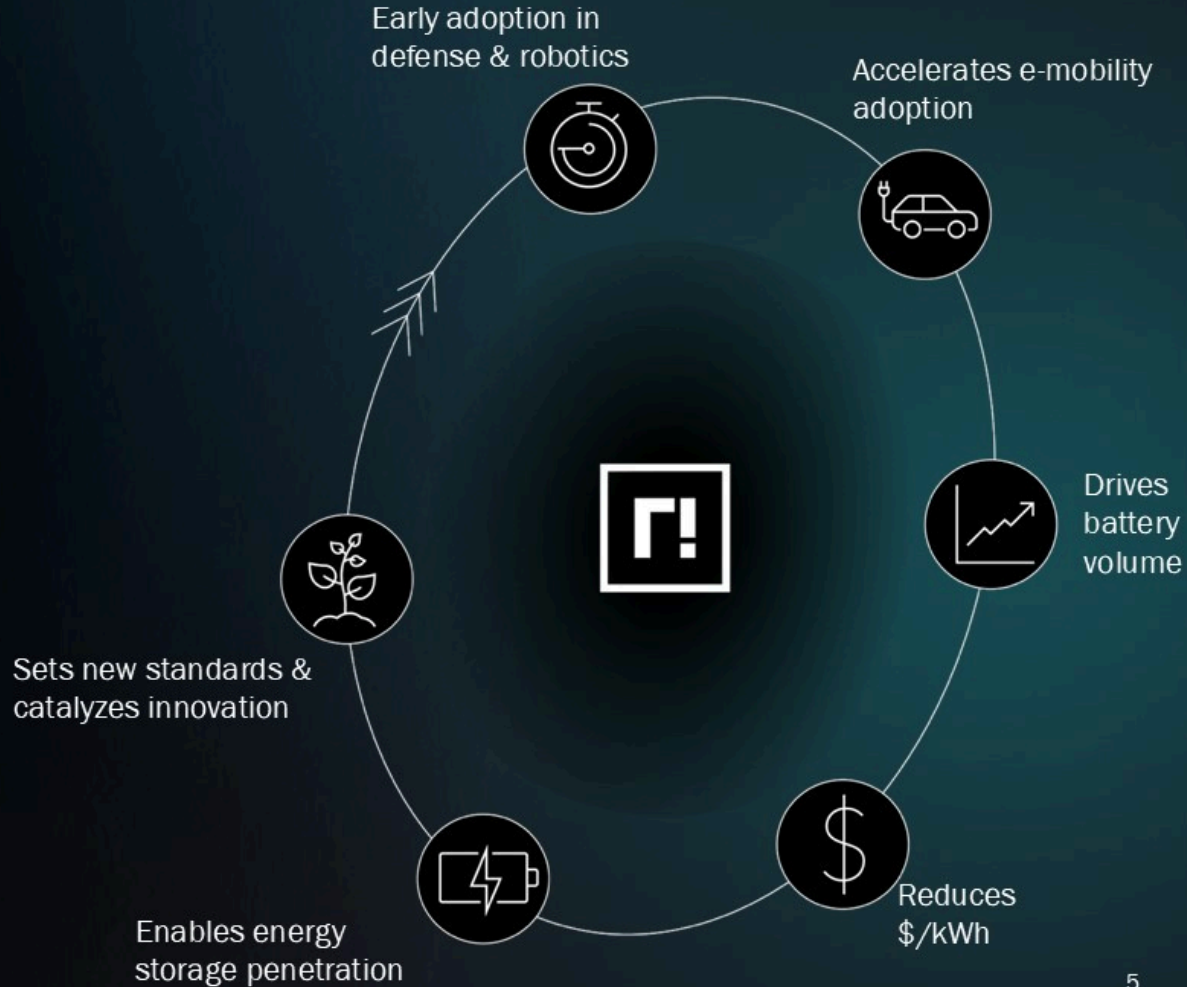 Early adoption in
defense & robotics
Accelerates e-mobility
adoption
Drives
battery
volume
Reduces
$/kWh
Enables energy
storage penetration
Sets new standards &
catalyzes innovation
r!
5